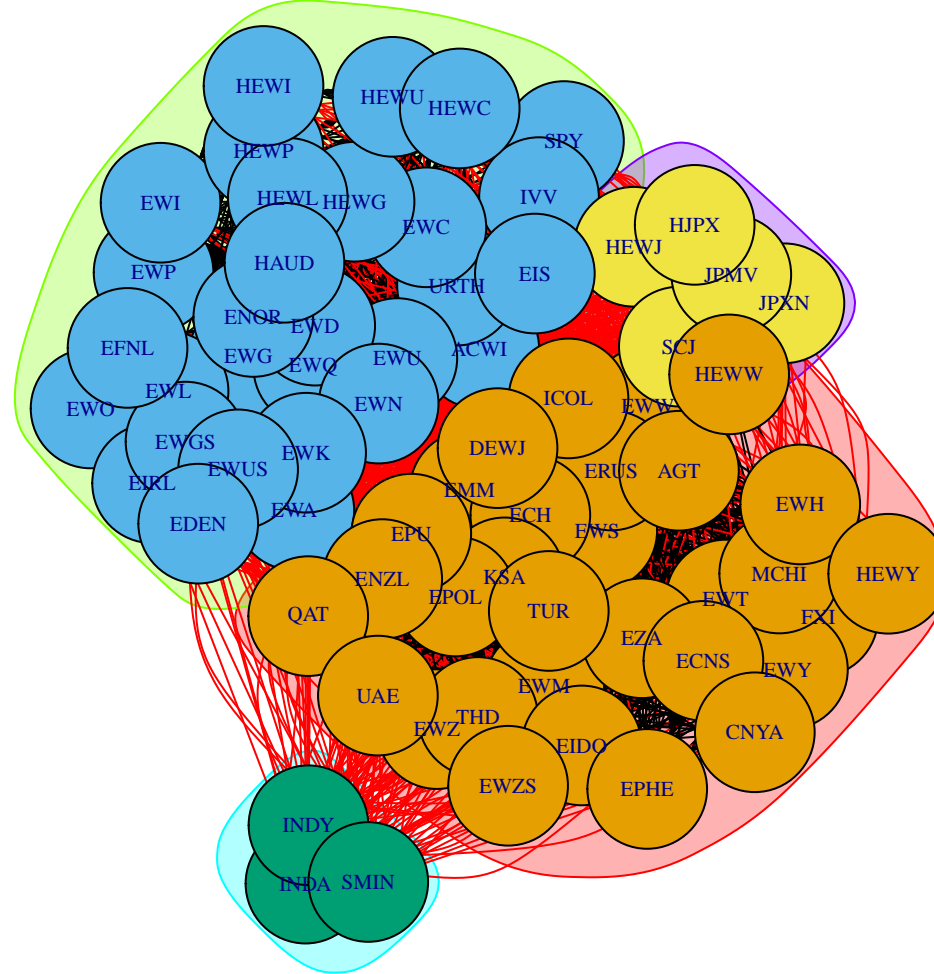 HEWI
HEWU
HEWC
SPY
HEWP
HEWL
HEWG
IVV
EWI
EWC
HJPX
HEWJ
EWP
HAUD
URTH
EIS
JPMV
JPXN
ENOR
EWD
EFNL
EWG
EWQ
EWU
ACWI
SCJ
HEWW
EWO
EWL
EWN
ICOL
EWW
EWGS
EWUS
EWK
DEWJ
ERUS
AGT
EIRL
EMM
EDEN
EWA
ECH
EWS
EWH
EPU
ENZL
EPOL
KSA
EWT
MCHI
HEWY
QAT
TUR
FXI
EZA
ECNS
EWY
UAE
EWM
EWZ
THD
EIDO
CNYA
EWZS
EPHE
INDY
INDA
SMIN